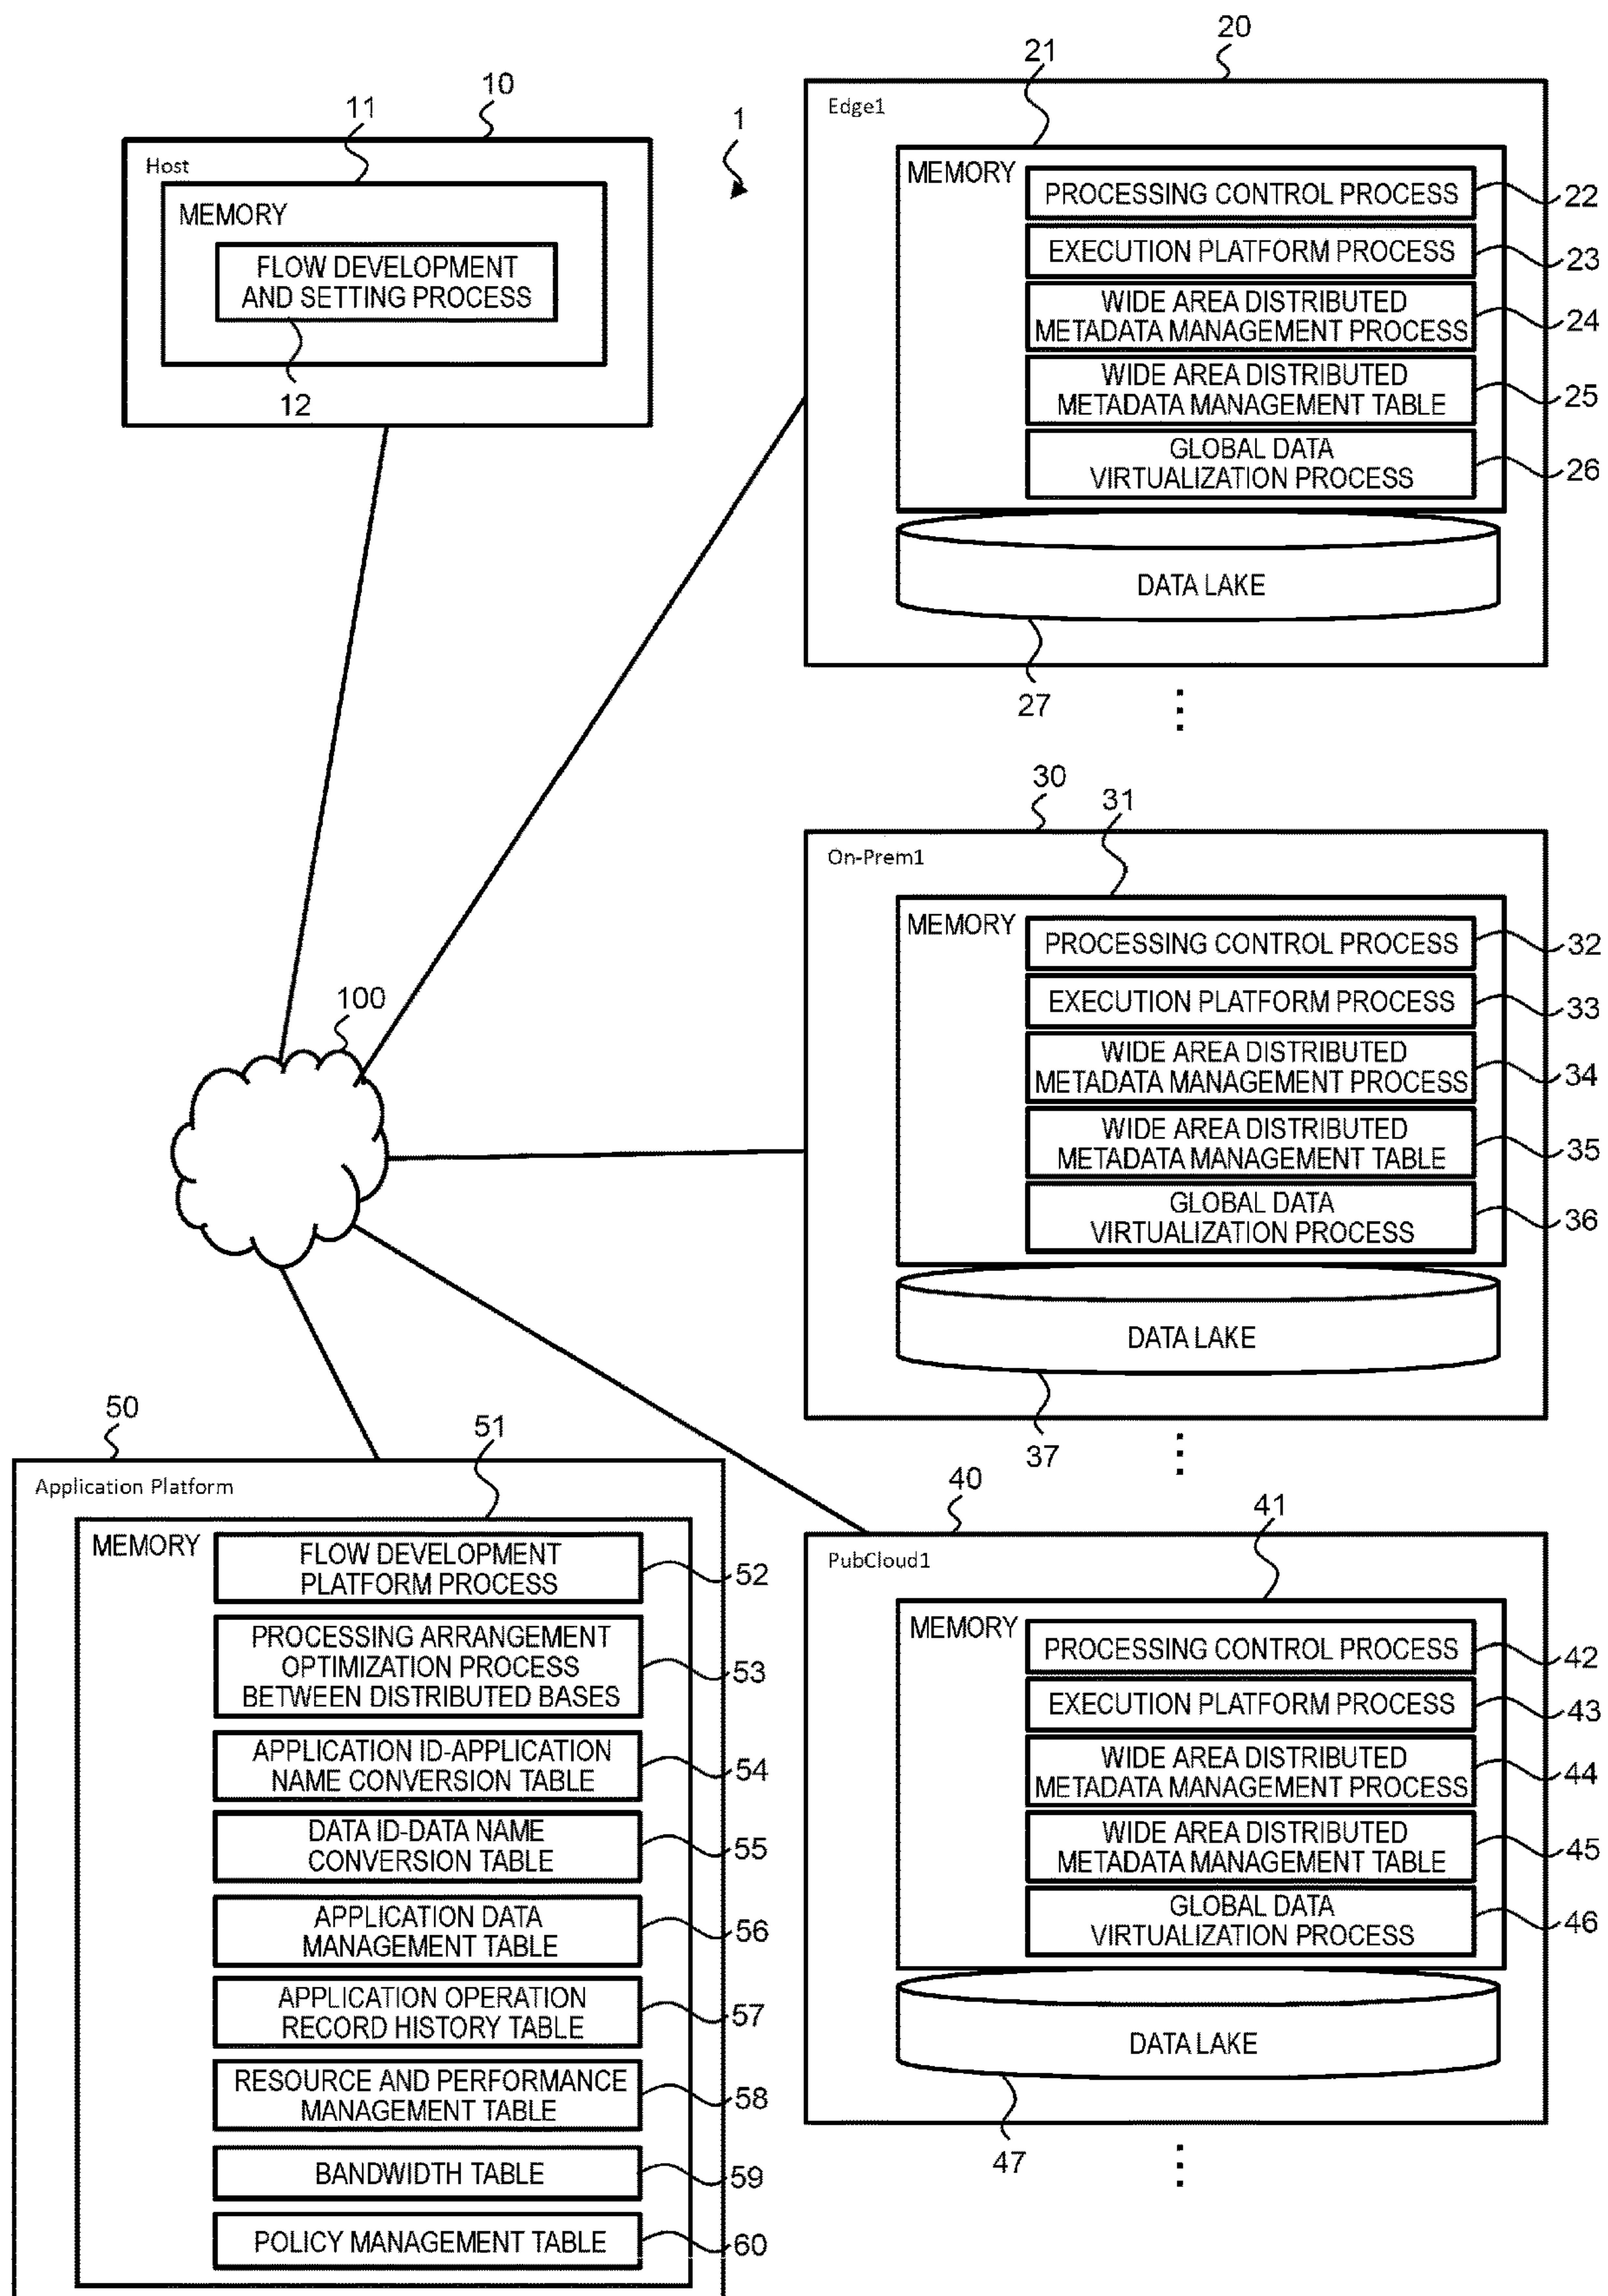 1
10
Host
11
MEMORY
FLOW DEVELOPMENT
AND SETTING PROCESS
12
20
Edge1
21
MEMORY
PROCESSING CONTROL PROCESS
22
EXECUTION PLATFORM PROCESS
23
WIDE AREA DISTRIBUTED
METADATA MANAGEMENT PROCESS
24
WIDE AREA DISTRIBUTED
METADATA MANAGEMENT TABLE
25
GLOBAL DATA
VIRTUALIZATION PROCESS
26
DATA LAKE
27
30
On-Prem1
31
MEMORY
PROCESSING CONTROL PROCESS
32
EXECUTION PLATFORM PROCESS
33
WIDE AREA DISTRIBUTED
METADATA MANAGEMENT PROCESS
34
WIDE AREA DISTRIBUTED
METADATA MANAGEMENT TABLE
35
GLOBAL DATA
VIRTUALIZATION PROCESS
36
DATA LAKE
37
100
50
Application Platform
51
MEMORY
FLOW DEVELOPMENT
PLATFORM PROCESS
52
PROCESSING ARRANGEMENT
OPTIMIZATION PROCESS
BETWEEN DISTRIBUTED BASES
53
APPLICATION ID-APPLICATION
NAME CONVERSION TABLE
54
DATA ID-DATA NAME
CONVERSION TABLE
55
APPLICATION DATA
MANAGEMENT TABLE
56
APPLICATION OPERATION
RECORD HISTORY TABLE
57
RESOURCE AND PERFORMANCE
MANAGEMENT TABLE
58
BANDWIDTH TABLE
59
POLICY MANAGEMENT TABLE
60
40
PubCloud1
41
MEMORY
PROCESSING CONTROL PROCESS
42
EXECUTION PLATFORM PROCESS
43
WIDE AREA DISTRIBUTED
METADATA MANAGEMENT PROCESS
44
WIDE AREA DISTRIBUTED
METADATA MANAGEMENT TABLE
45
GLOBAL DATA
VIRTUALIZATION PROCESS
46
DATA LAKE
47